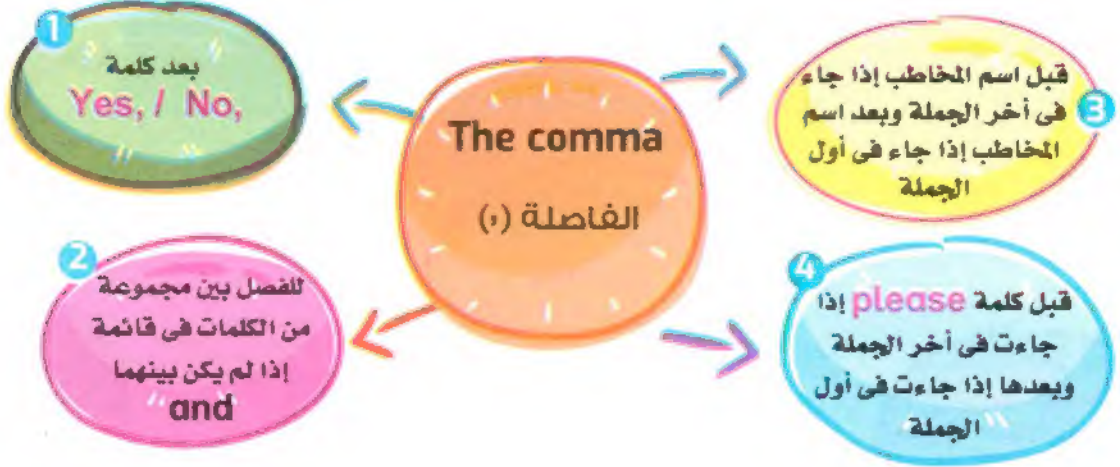 The comma
الفاصلة (،)
1
بعد كلمة
Yes, / No,
2
للفصل بين مجموعة
من الكلمات فى قائمة
إذا لم يكن بينهما
and
3
قبل اسم المخاطب إذا جاء
فى أخر الجملة وبعد اسم
المخاطب إذا جاء فى أول
الجملة
4
قبل كلمة please إذا
جاءت فى أخر الجملة
وبعدها إذا جاءت فى أول
الجملة